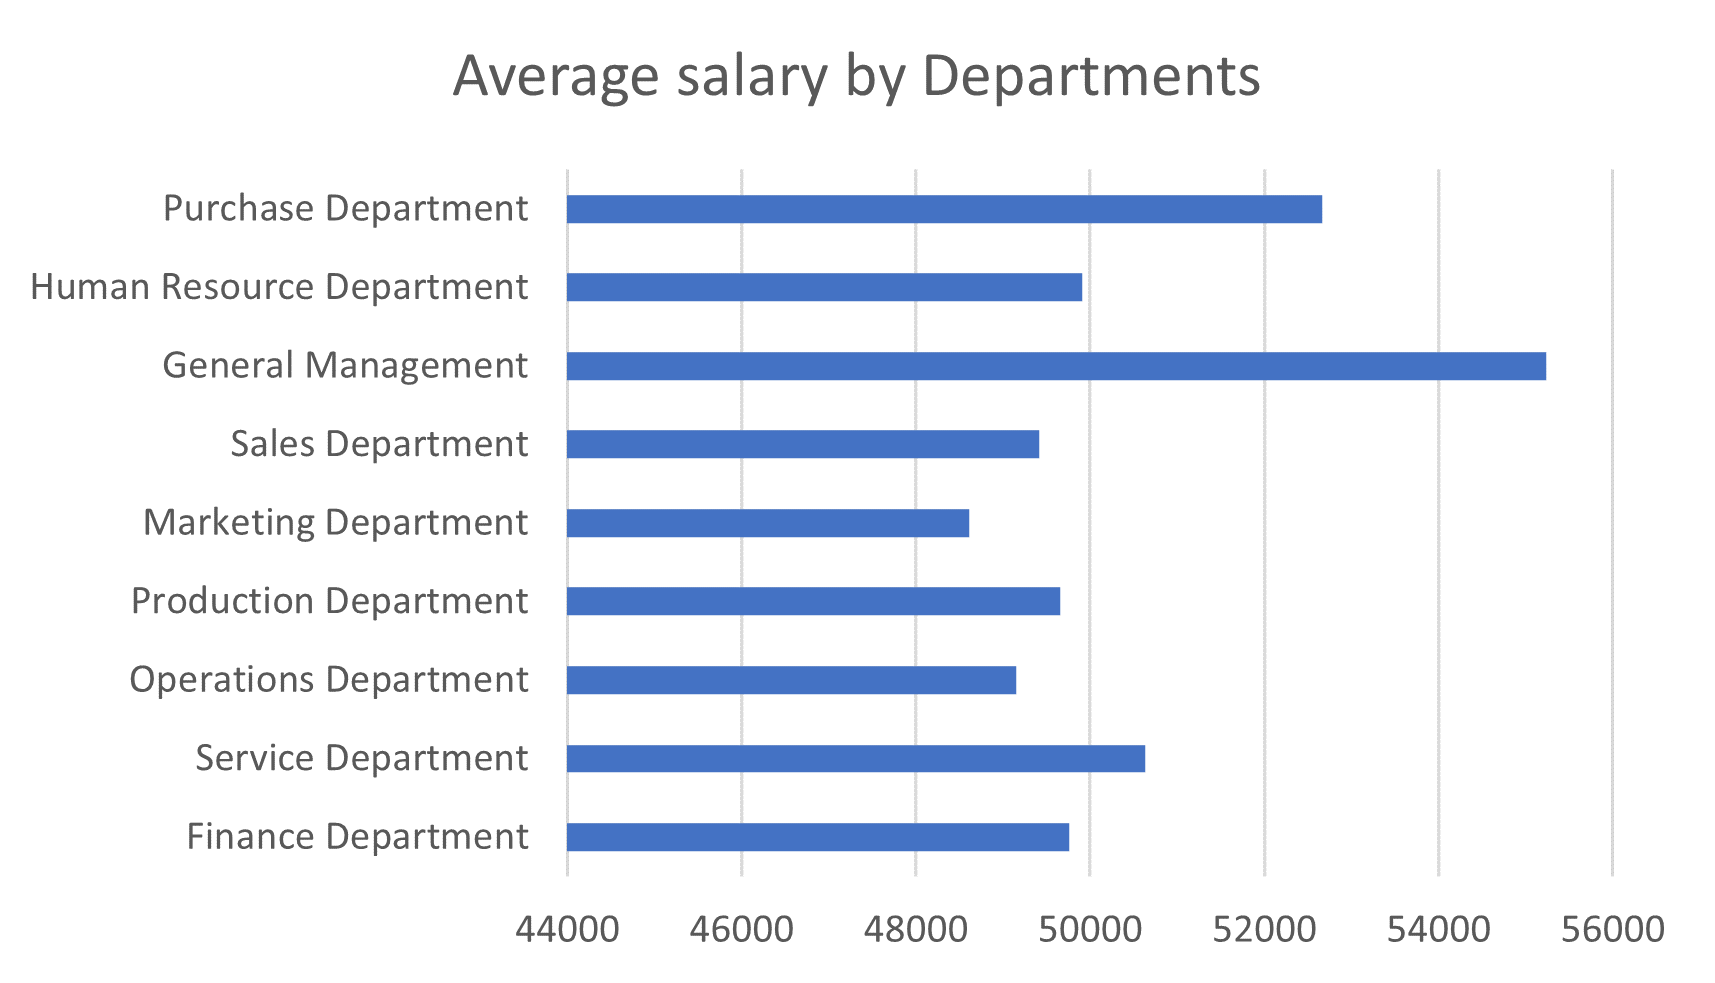 Average salary by Departments
Purchase Department
Human Resource Department
General Management
Sales Department
Marketing Department
Production Department
Operations Department
Service Department
Finance Department
44000 46000 48000 50000 52000 54000 56000